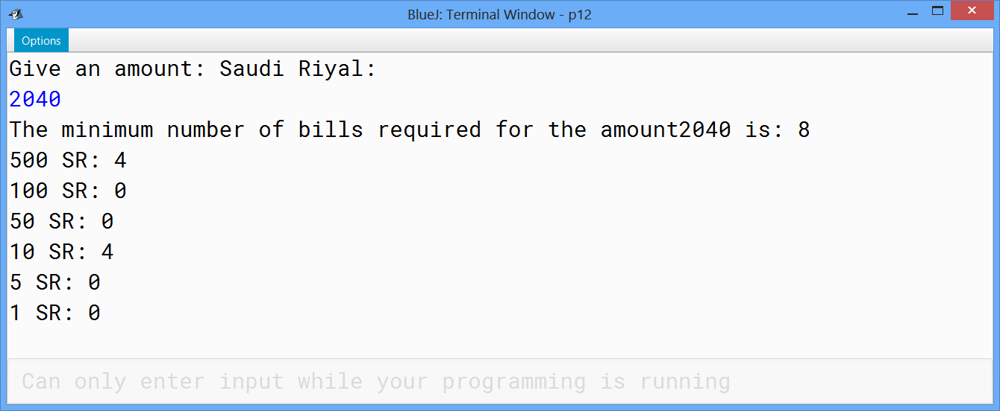 BlueJ: Terminal Window - p12
Options
Give an amount: Saudi Riyal:
2040
The minimum number of bills required for the amount2040 is: 8
500 SR: 4
100 SR: 0
50 SR: 0
10 SR: 4
5 SR: 0
1 SR: 0
Can only enter input while your programming is running